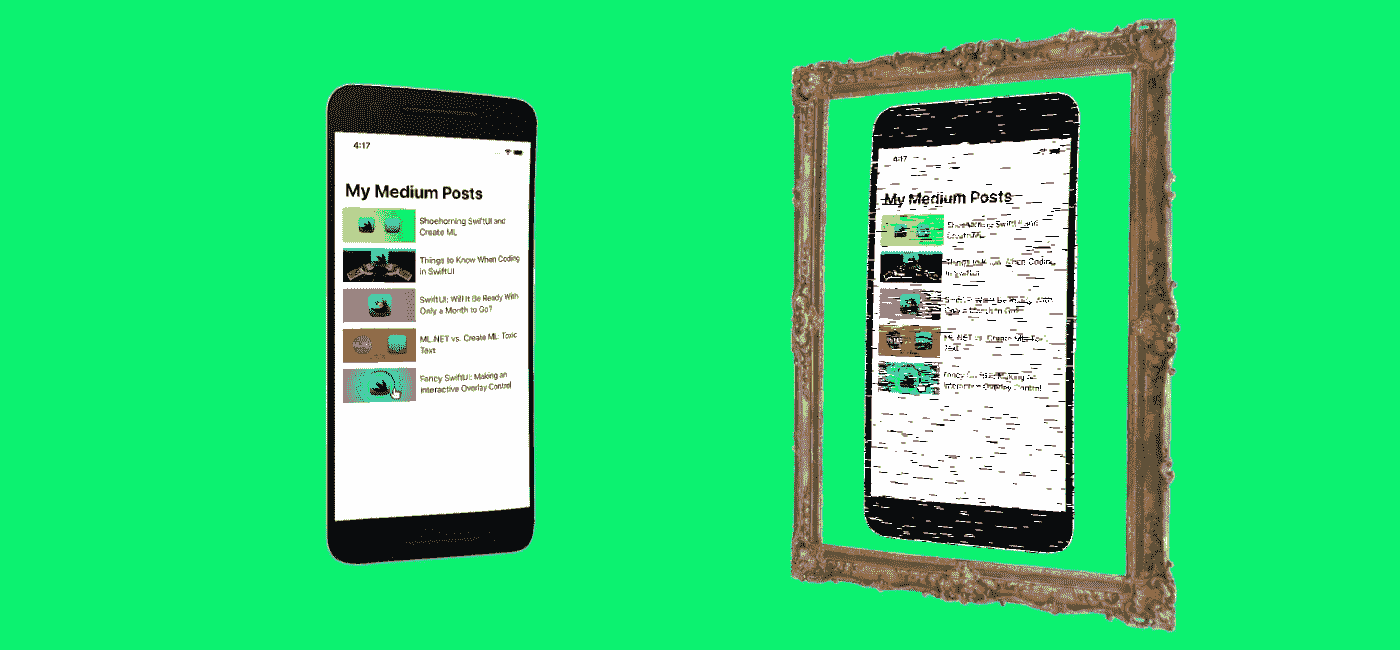 4:17
My Medium Posts
Shoehorning SwiftUI and
Create ML
Things to Know When Coding
in SwiftUI
SwiftUI: Will It Be Ready With
Only a Month to Go?
ML.NET vs. Create ML: Toxic
Text
Fancy SwiftUI: Making an
Interactive Overlay Control
4:17
My Medium Posts
Shoehorning SwiftUI and
Create ML
Things to Know When Coding
in SwiftUI
SwiftUI: Will It Be Ready With
Only a Month to Go?
ML.NET vs. Create ML: Toxic
Text
Fancy SwiftUI: Making an
Interactive Overlay Control